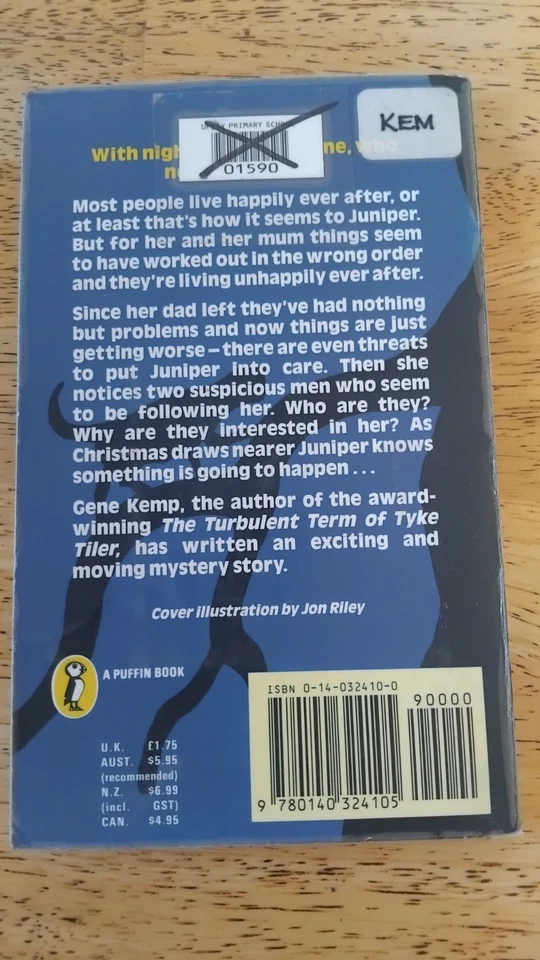 PRIMARY
01590
KEM
With ne, who
Most people live happily ever after, or
at least that's how it seems to Juniper.
But for her and her mum things seem
to have worked out in the wrong order
and they're living unhappily ever after.
Since her dad left they've had nothing
but problems and now things are just
getting worse – there are even threats
to put Juniper into care. Then she
notices two suspicious men who seem
to be following her. Who are they?
Why are they interested in her? As
Christmas draws nearer Juniper knows
something is going to happen...
Gene Kemp, the author of the award-
winning The Turbulent Term of Tyke
Tiler, has written an exciting and
moving mystery story.
Cover illustration by Jon Riley
A PUFFIN BOOK
U.K. £1.75
AUST. $5.95
(recommended)
N.Z. $6.99
(incl. GST)
CAN. $4.95
ISBN 0-14-032410-0
90000
9 780140 324105